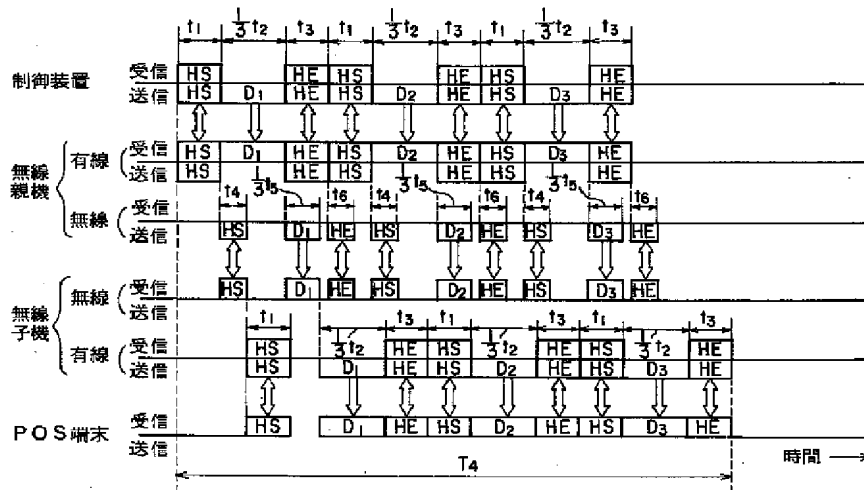 t₁ 1/3 t₂ t₃ t₁ 1/3 t₂ t₃ t₁ 1/3 t₂ t₃
制御装置
受信 HS HE HS HE HS HE
送信 HS D₁ HE HS D₂ HE HS D₃ HE
無線親機
有線
受信 HS D₁ HE HS D₂ HE HS D₃ HE
送信 HS HE HS HE HS HE
t₄ 1/3 t₅ t₆ t₄ 1/3 t₅ t₆ t₄ 1/3 t₅ t₆
無線
受信
送信 HS D₁ HE HS D₂ HE HS D₃ HE
無線子機
無線
受信 HS D₁ HE HS D₂ HE HS D₃ HE
送信
t₁ 1/3 t₂ t₃ t₁ 1/3 t₂ t₃ t₁ 1/3 t₂ t₃
有線
受信 HS HE HS HE HS HE
送信 HS D₁ HE HS D₂ HE HS D₃ HE
POS端末
受信 HS D₁ HE HS D₂ HE HS D₃ HE
送信
時間
T₄